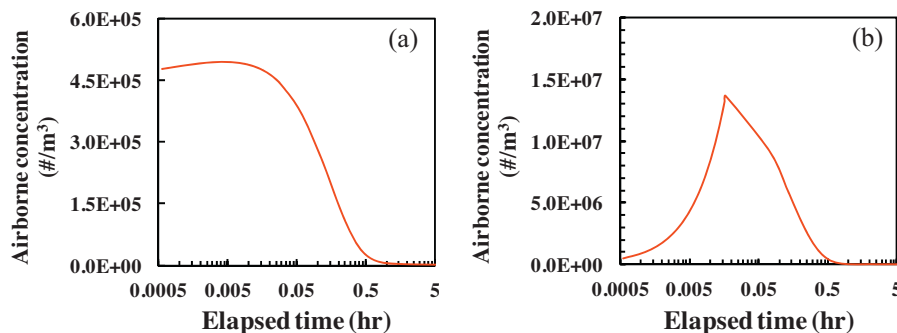 (a)
Airborne concentration
(#/m³)
6.0E+05
4.5E+05
3.0E+05
1.5E+05
0.0E+00
0.0005 0.005 0.05 0.5 5
Elapsed time (hr)
(b)
Airborne concentration
(#/m³)
2.0E+07
1.5E+07
1.0E+07
5.0E+06
0.0E+00
0.0005 0.005 0.05 0.5 5
Elapsed time (hr)